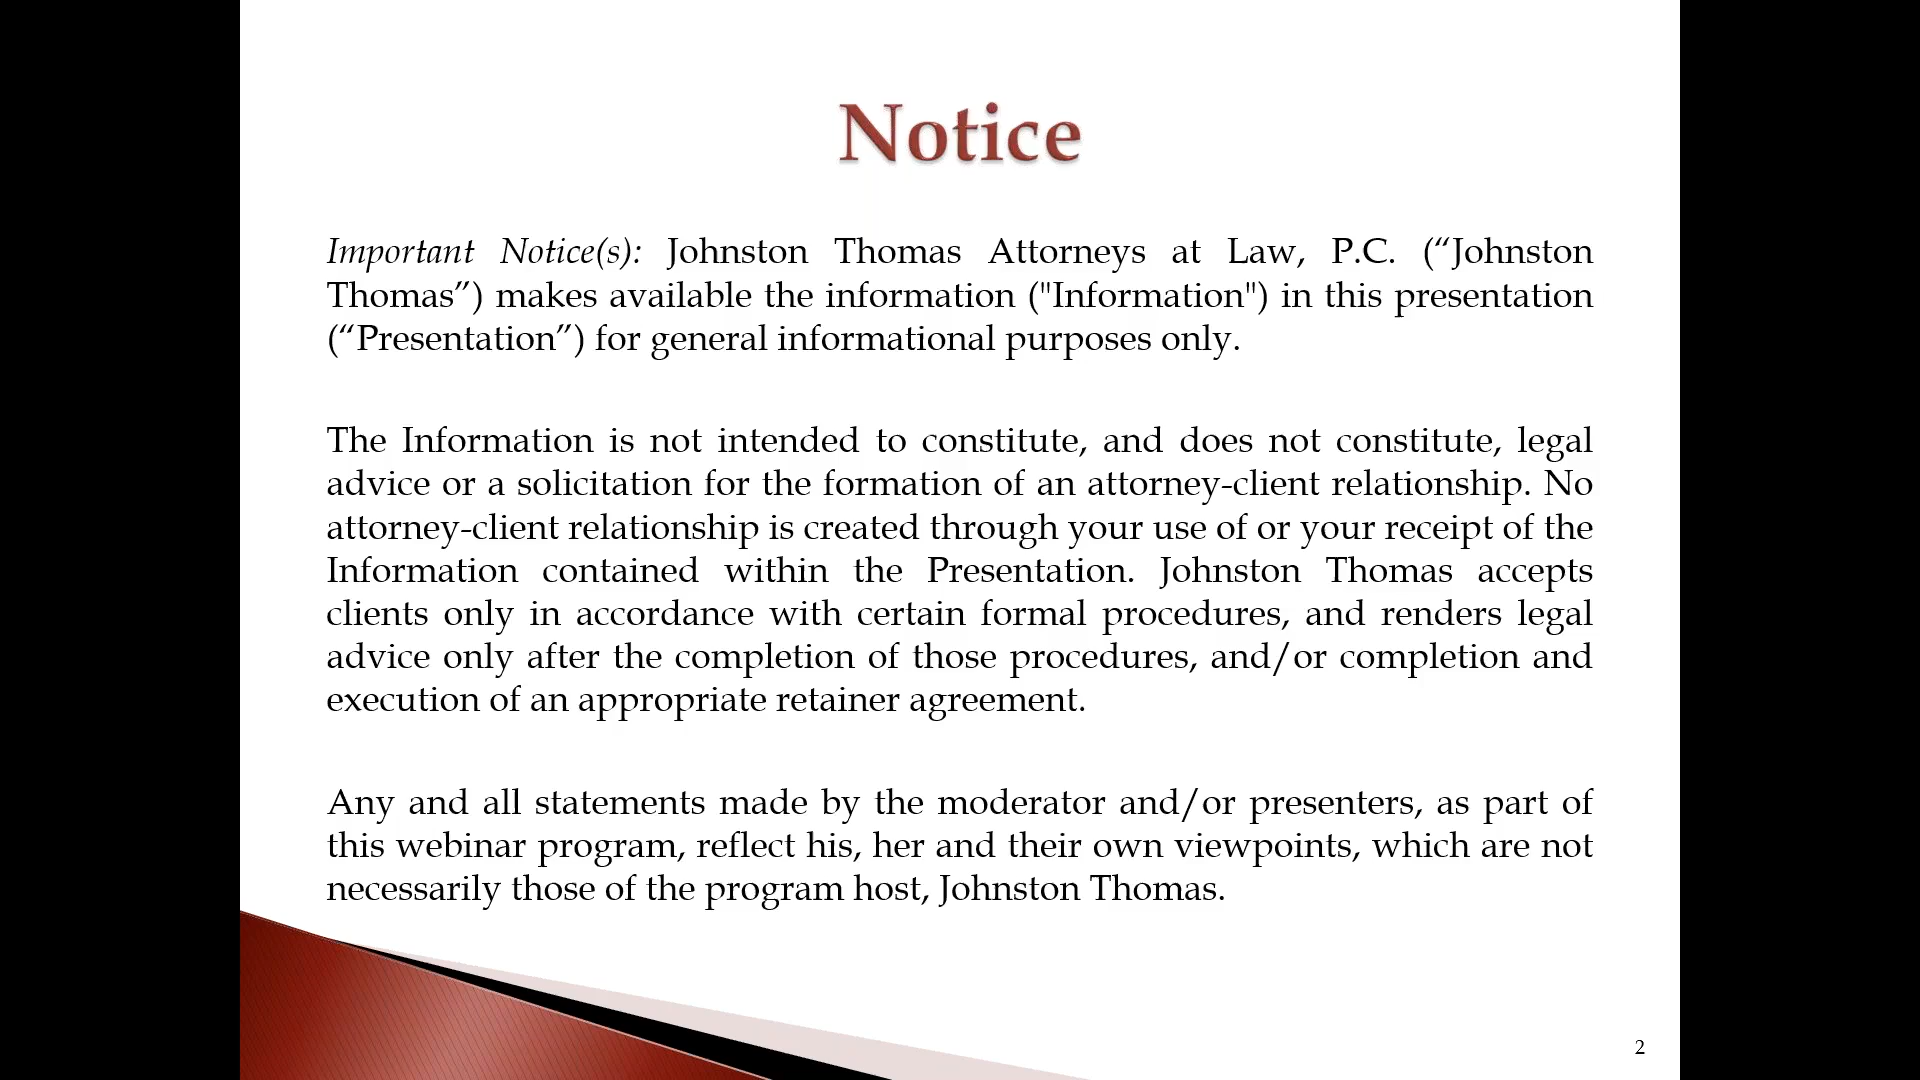 Notice
Important Notice(s): Johnston Thomas Attorneys at Law, P.C. (“Johnston
Thomas”) makes available the information ("Information") in this presentation
(“Presentation”) for general informational purposes only.
The Information is not intended to constitute, and does not constitute, legal
advice or a solicitation for the formation of an attorney-client relationship. No
attorney-client relationship is created through your use of or your receipt of the
Information contained within the Presentation. Johnston Thomas accepts
clients only in accordance with certain formal procedures, and renders legal
advice only after the completion of those procedures, and/or completion and
execution of an appropriate retainer agreement.
Any and all statements made by the moderator and/or presenters, as part of
this webinar program, reflect his, her and their own viewpoints, which are not
necessarily those of the program host, Johnston Thomas.
2